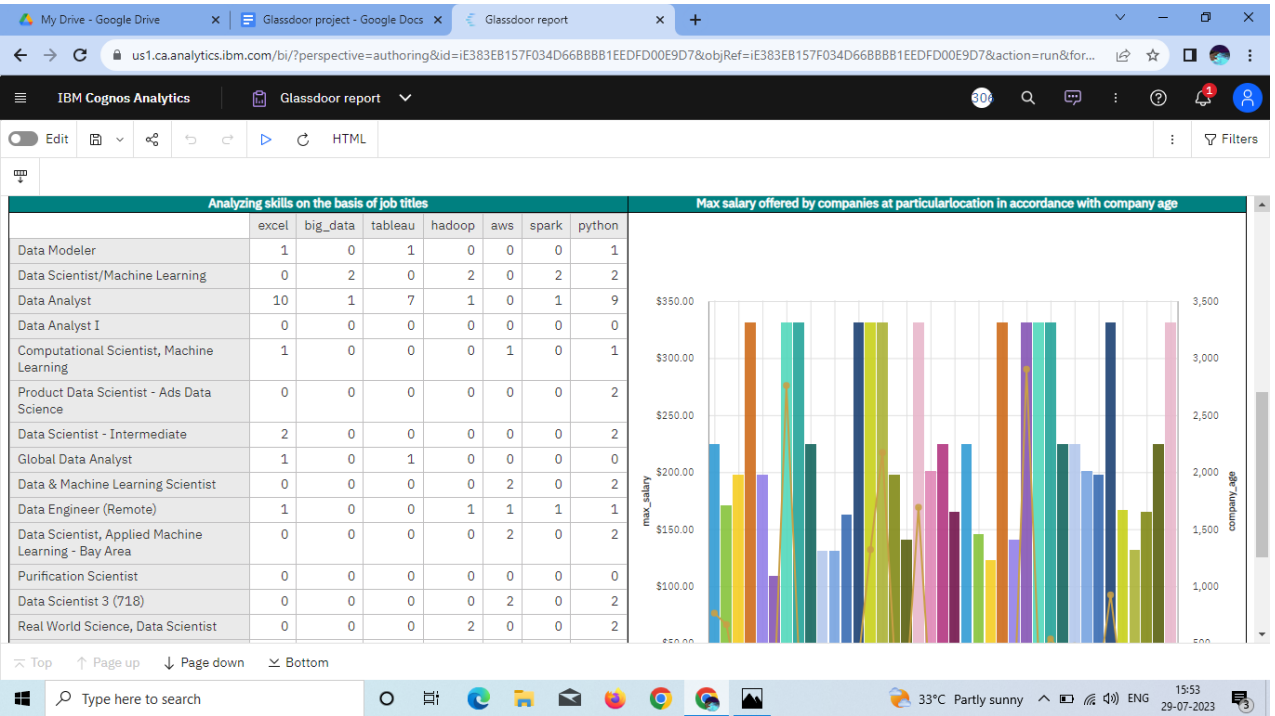 My Drive - Google Drive
Glassdoor project - Google Docs
Glassdoor report
us1.ca.analytics.ibm.com/bi/?perspective=authoring&id=iE383EB157F034D66BBBB1EEDFD00E9D7&objRef=iE383EB157F034D66BBBB1EEDFD00E9D7&action=run&for...
IBM Cognos Analytics
Glassdoor report
1
Edit
HTML
Filters
Analyzing skills on the basis of job titles
excel big_data tableau hadoop aws spark python
Data Modeler 1 0 1 0 0 0 1
Data Scientist/Machine Learning 0 2 0 2 0 2 2
Data Analyst 10 1 7 1 0 1 9
Data Analyst I 0 0 0 0 0 0 0
Computational Scientist, Machine 1 0 0 0 1 0 1
Learning
Product Data Scientist - Ads Data 0 0 0 0 0 0 2
Science
Data Scientist - Intermediate 2 0 0 0 0 0 2
Global Data Analyst 1 0 1 0 0 0 0
Data & Machine Learning Scientist 0 0 0 0 2 0 2
Data Engineer (Remote) 1 0 0 1 1 1 1
Data Scientist, Applied Machine 0 0 0 0 2 0 2
Learning - Bay Area
Purification Scientist 0 0 0 0 0 0 0
Data Scientist 3 (718) 0 0 0 0 2 0 2
Real World Science, Data Scientist 0 0 0 2 0 0 2
Max salary offered by companies at particularlocation in accordance with company age
$350.00 3,500
$300.00 3,000
$250.00 2,500
$200.00 2,000
$150.00 1,500
$100.00 1,000
$50.00 500
max_salary
company_age
Top Page up Page down Bottom
Type here to search
33°C Partly sunny
ENG
15:53
29-07-2023
3